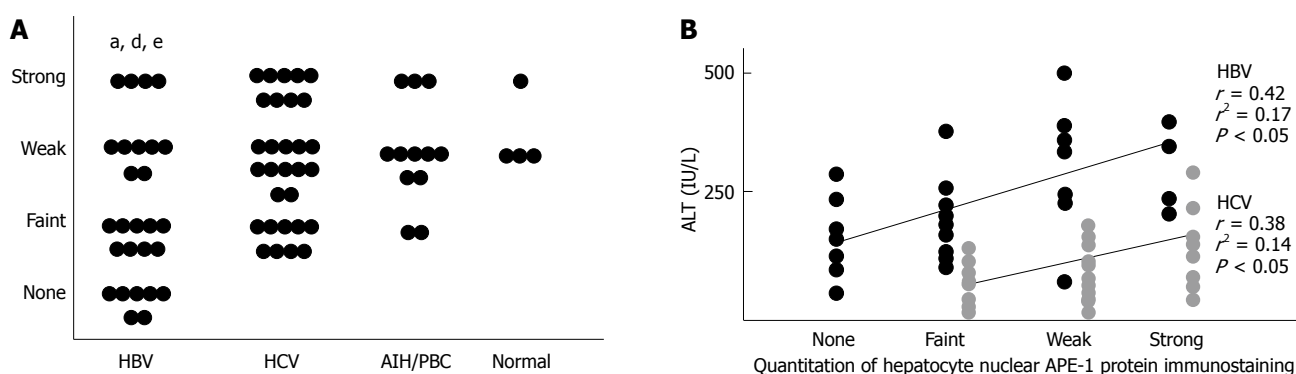 A
a, d, e
Strong
Weak
Faint
None
HBV HCV AIH/PBC Normal
B
ALT (IU/L)
500
250
HBV
r = 0.42
r² = 0.17
P < 0.05
HCV
r = 0.38
r² = 0.14
P < 0.05
None Faint Weak Strong
Quantitation of hepatocyte nuclear APE-1 protein immunostaining